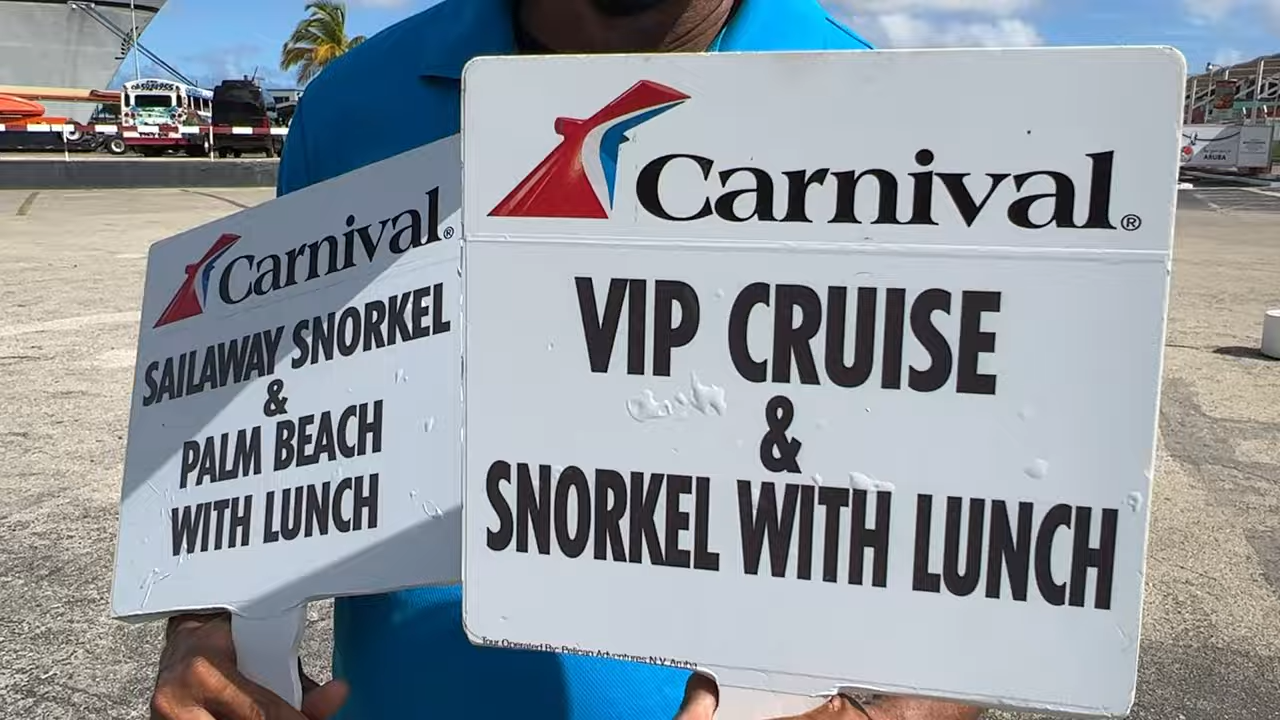 Carnival®
SAILAWAY SNORKEL
&
PALM BEACH
WITH LUNCH
Carnival®
VIP CRUISE
&
SNORKEL WITH LUNCH
Tour Operated By: Pelican Adventures N.V. Aruba
ARUBA